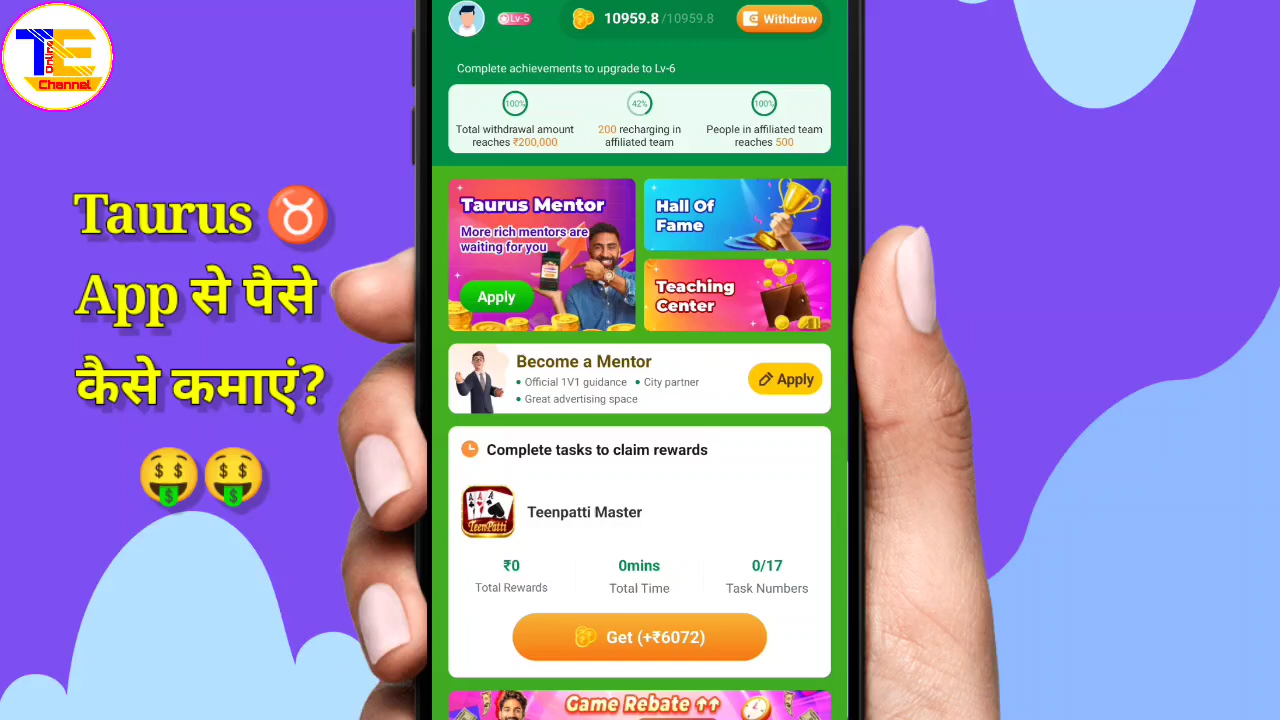 TE
Online
Channel
Taurus ♉
App से पैसे
कैसे कमाएं?
Lv-5
10959.8 /10959.8
Withdraw
Complete achievements to upgrade to Lv-6
100%
42%
100%
Total withdrawal amount
reaches ₹200,000
200 recharging in
affiliated team
People in affiliated team
reaches 500
Taurus Mentor
More rich mentors are
waiting for you
Apply
Hall Of
Fame
Teaching
Center
Become a Mentor
• Official 1V1 guidance • City partner
• Great advertising space
Apply
Complete tasks to claim rewards
TeenPatti
Teenpatti Master
₹0
Total Rewards
0mins
Total Time
0/17
Task Numbers
Get (+₹6072)
Game Rebate ↑↑